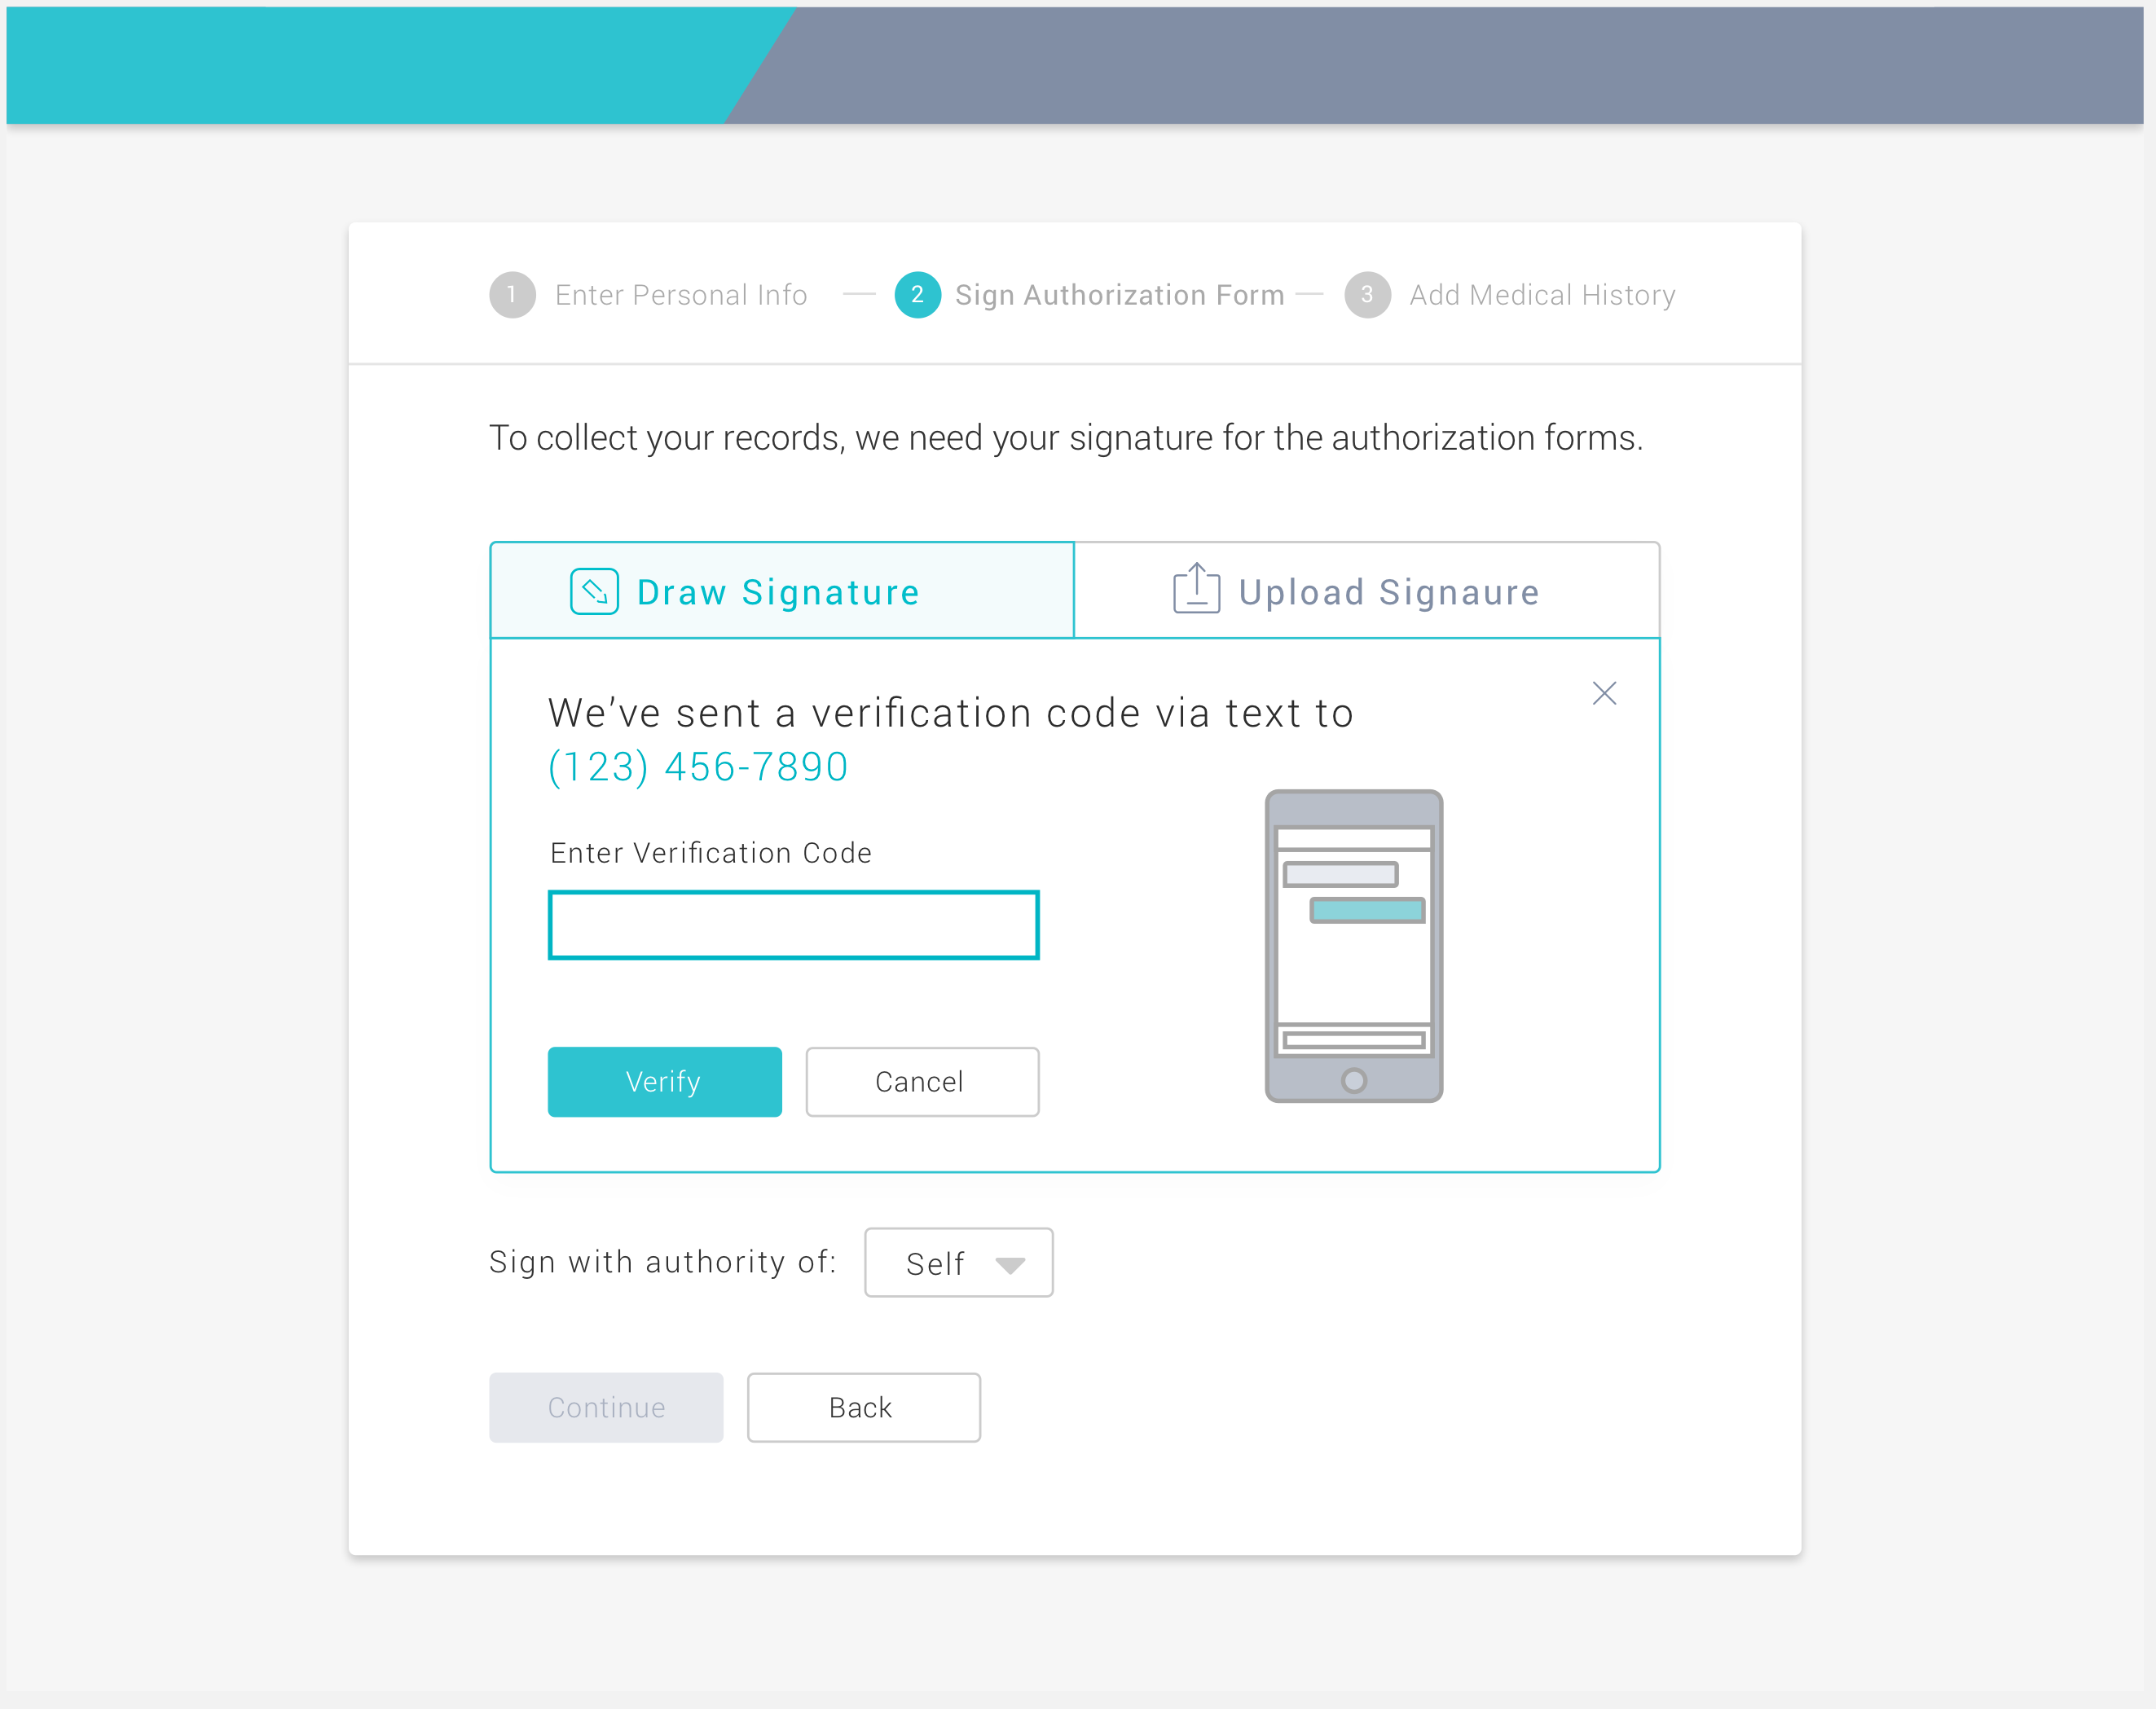 1 Enter Personal Info 2 Sign Authorization Form 3 Add Medical History
To collect your records, we need your signature for the authorization forms.
Draw Signature Upload Signaure
We’ve sent a verification code via text to
(123) 456-7890
Enter Verification Code
Verify Cancel
Sign with authority of: Self
Continue Back